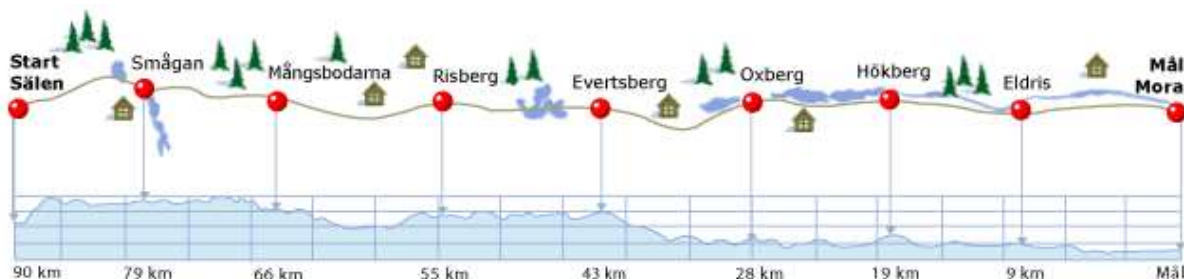 Start
Sälen
Smågan
Mångsbodarna
Risberg
Evertsberg
Oxberg
Hökberg
Eldris
Mål
Mora
90 km
79 km
66 km
55 km
43 km
28 km
19 km
9 km
Mål